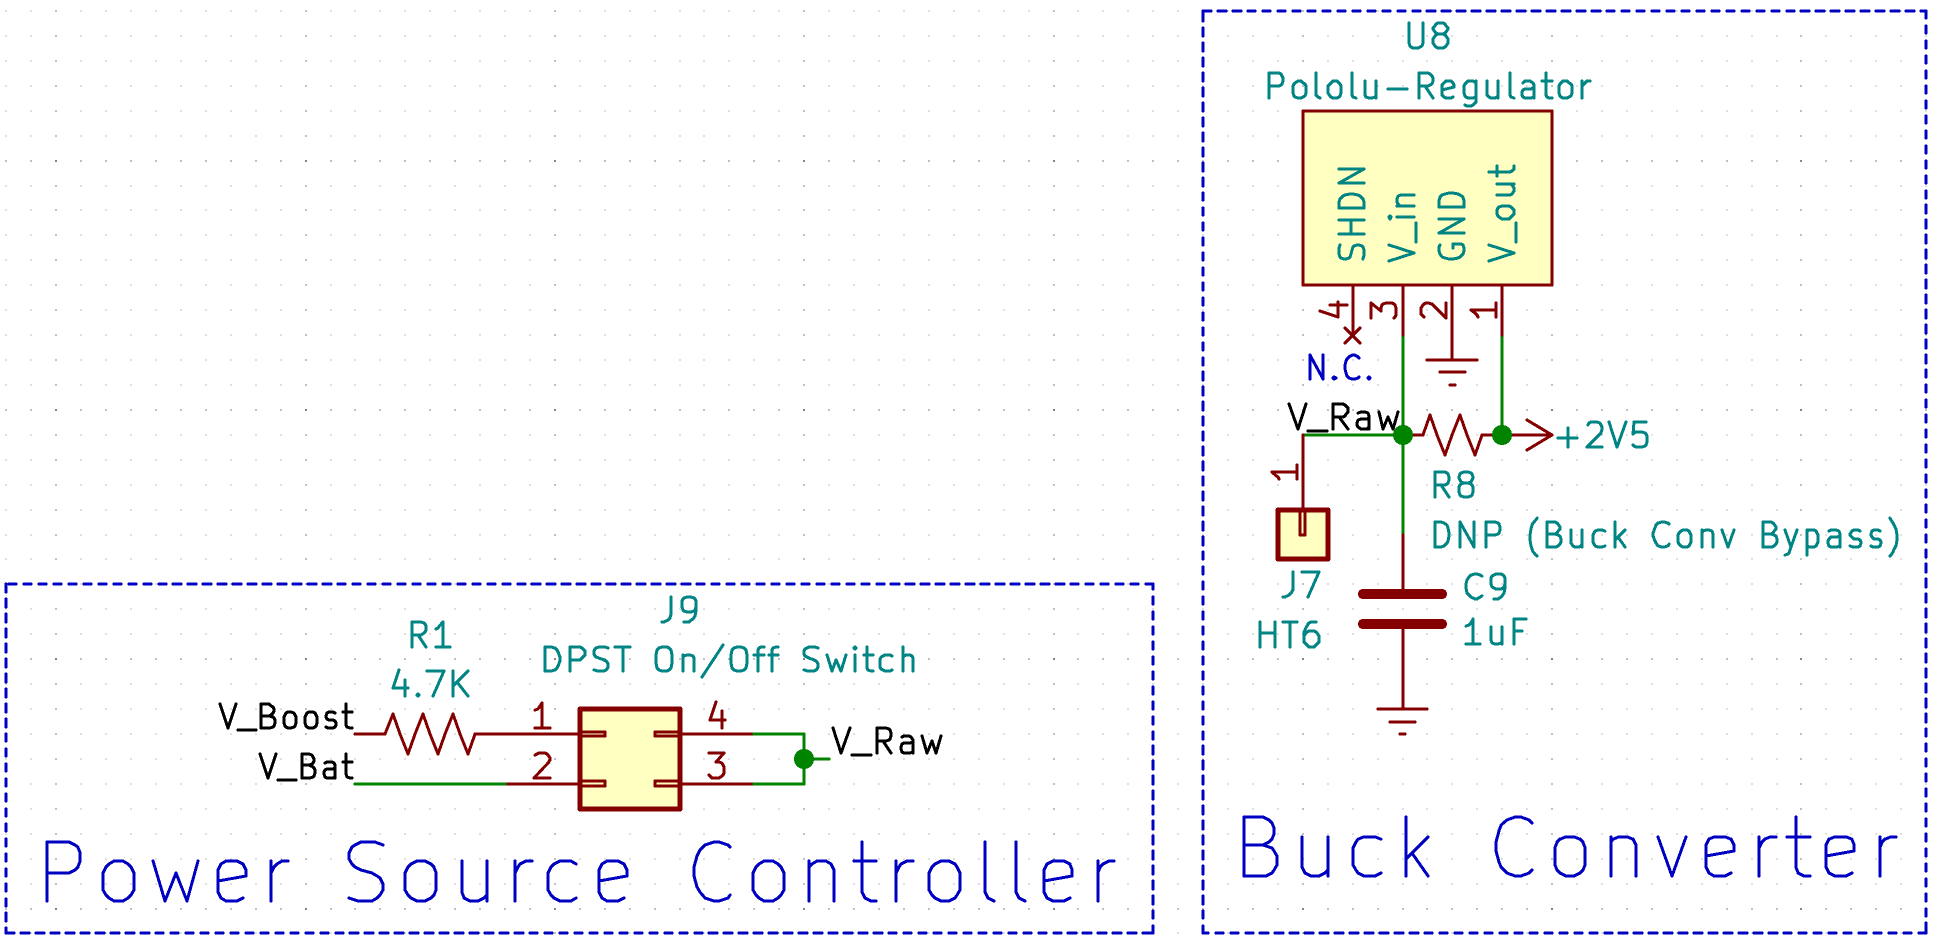 U8
Pololu-Regulator
SHDN
V_in
GND
V_out
4
3
2
1
N.C.
V_Raw
+2V5
1
R8
DNP (Buck Conv Bypass)
J7
HT6
C9
1uF
Buck Converter
J9
DPST On/Off Switch
R1
4.7K
V_Boost
1
4
V_Raw
V_Bat
2
3
Power Source Controller